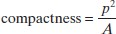 compactness = p²/A